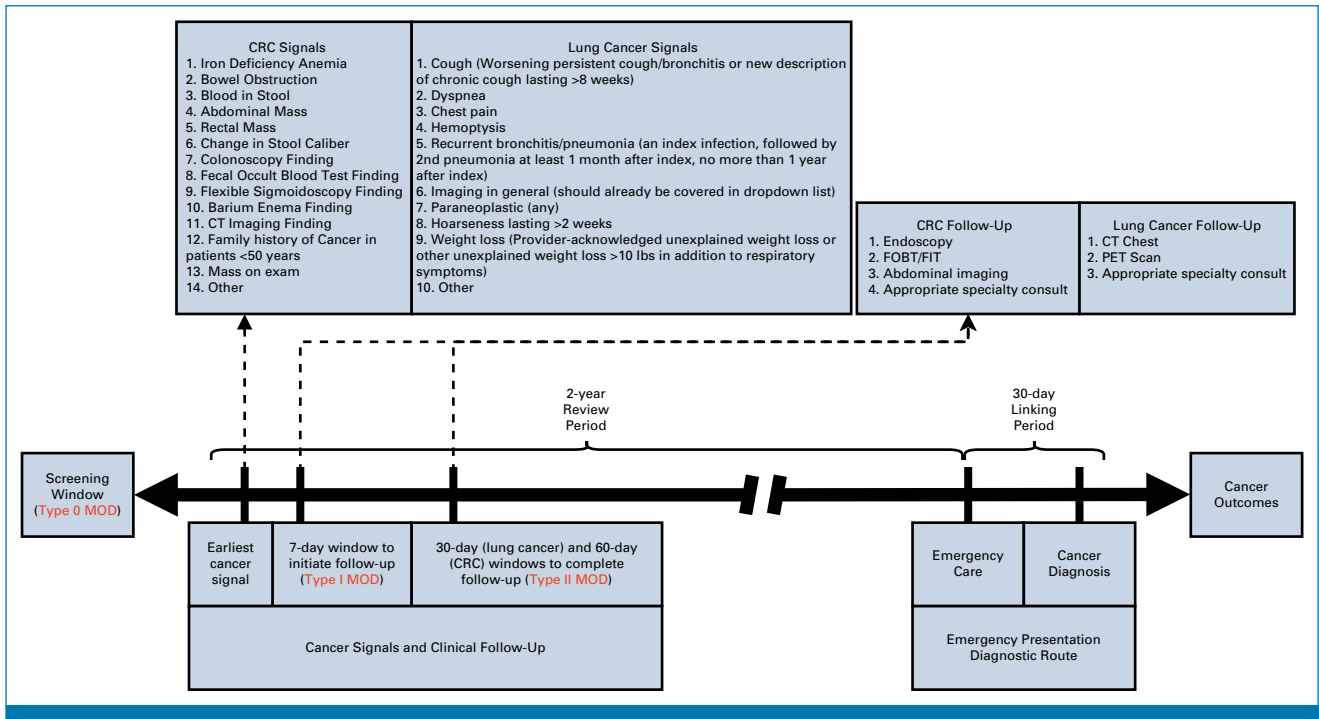 CRC Signals
1. Iron Deficiency Anemia
2. Bowel Obstruction
3. Blood in Stool
4. Abdominal Mass
5. Rectal Mass
6. Change in Stool Caliber
7. Colonoscopy Finding
8. Fecal Occult Blood Test Finding
9. Flexible Sigmoidoscopy Finding
10. Barium Enema Finding
11. CT Imaging Finding
12. Family history of Cancer in
patients <50 years
13. Mass on exam
14. Other
Lung Cancer Signals
1. Cough (Worsening persistent cough/bronchitis or new description
of chronic cough lasting >8 weeks)
2. Dyspnea
3. Chest pain
4. Hemoptysis
5. Recurrent bronchitis/pneumonia (an index infection, followed by
2nd pneumonia at least 1 month after index, no more than 1 year
after index)
6. Imaging in general (should already be covered in dropdown list)
7. Paraneoplastic (any)
8. Hoarseness lasting >2 weeks
9. Weight loss (Provider-acknowledged unexplained weight loss or
other unexplained weight loss >10 lbs in addition to respiratory
symptoms)
10. Other
CRC Follow-Up
1. Endoscopy
2. FOBT/FIT
3. Abdominal imaging
4. Appropriate specialty consult
Lung Cancer Follow-Up
1. CT Chest
2. PET Scan
3. Appropriate specialty consult
2-year
Review
Period
30-day
Linking
Period
Screening
Window
(Type 0 MOD)
Cancer
Outcomes
Earliest
cancer
signal
7-day window to
initiate follow-up
(Type I MOD)
30-day (lung cancer) and 60-day
(CRC) windows to complete
follow-up (Type II MOD)
Cancer Signals and Clinical Follow-Up
Emergency
Care
Cancer
Diagnosis
Emergency Presentation
Diagnostic Route